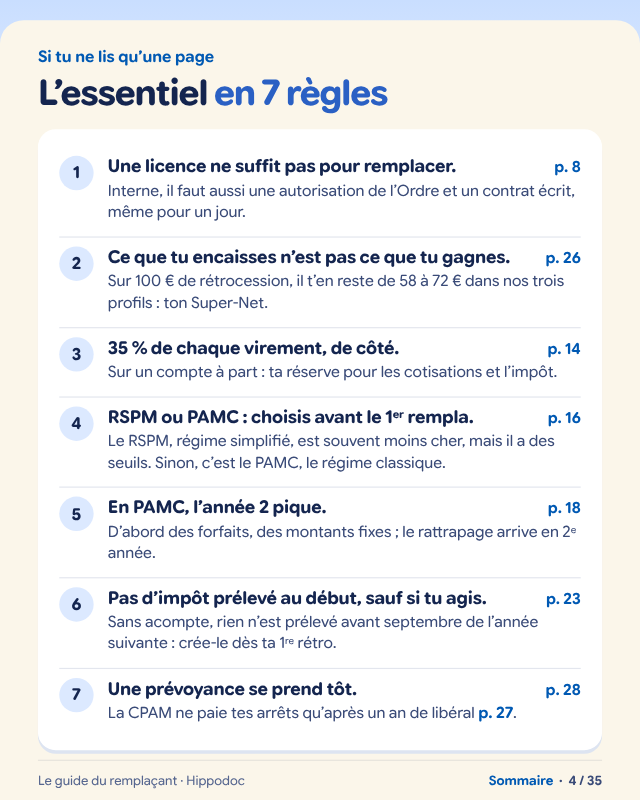 Si tu ne lis qu’une page
L’essentiel en 7 règles
1 Une licence ne suffit pas pour remplacer. p. 8
Interne, il faut aussi une autorisation de l’Ordre et un contrat écrit,
même pour un jour.
2 Ce que tu encaisses n’est pas ce que tu gagnes. p. 26
Sur 100 € de rétrocession, il t’en reste de 58 à 72 € dans nos trois
profils : ton Super-Net.
3 35 % de chaque virement, de côté. p. 14
Sur un compte à part : ta réserve pour les cotisations et l’impôt.
4 RSPM ou PAMC : choisis avant le 1er rempla. p. 16
Le RSPM, régime simplifié, est souvent moins cher, mais il a des
seuils. Sinon, c’est le PAMC, le régime classique.
5 En PAMC, l’année 2 pique. p. 18
D’abord des forfaits, des montants fixes ; le rattrapage arrive en 2e
année.
6 Pas d’impôt prélevé au début, sauf si tu agis. p. 23
Sans acompte, rien n’est prélevé avant septembre de l’année
suivante : crée-le dès ta 1re rétro.
7 Une prévoyance se prend tôt. p. 28
La CPAM ne paie tes arrêts qu’après un an de libéral p. 27.
Le guide du remplaçant · Hippodoc Sommaire · 4 / 35